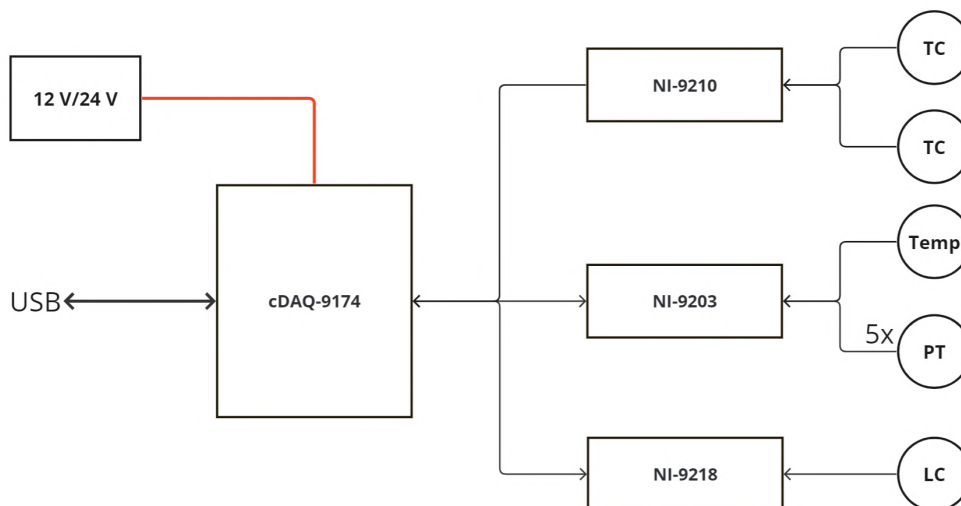 TC
12 V/24 V
NI-9210
TC
Temp
USB
cDAQ-9174
NI-9203
5x
PT
NI-9218
LC